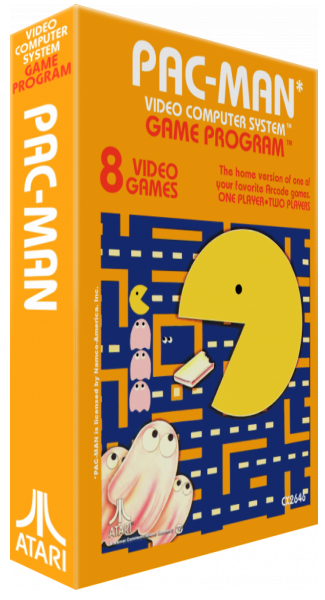 VIDEO
COMPUTER
SYSTEM
GAME
PROGRAM
PAC-MAN
ATARI
PAC-MAN*
VIDEO COMPUTER SYSTEM™
GAME PROGRAM™
8 VIDEO
GAMES
The home version of one of
your favorite Arcade games.
ONE PLAYER•TWO PLAYERS
*PAC-MAN is licensed by Namco-America, Inc.
ATARI
CX2646